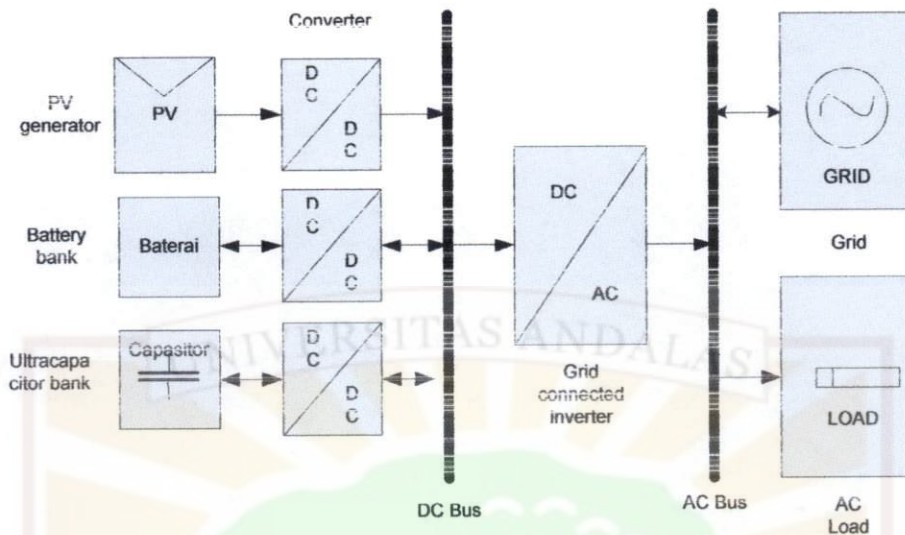 Converter
PV
generator
PV
D
C
D
C
Battery
bank
Baterai
D
C
D
C
Ultracapa
citor bank
Capasitor
D
C
D
C
DC Bus
DC
AC
Grid
connected
inverter
AC Bus
GRID
Grid
LOAD
AC
Load
UNIVERSITAS ANDALAS